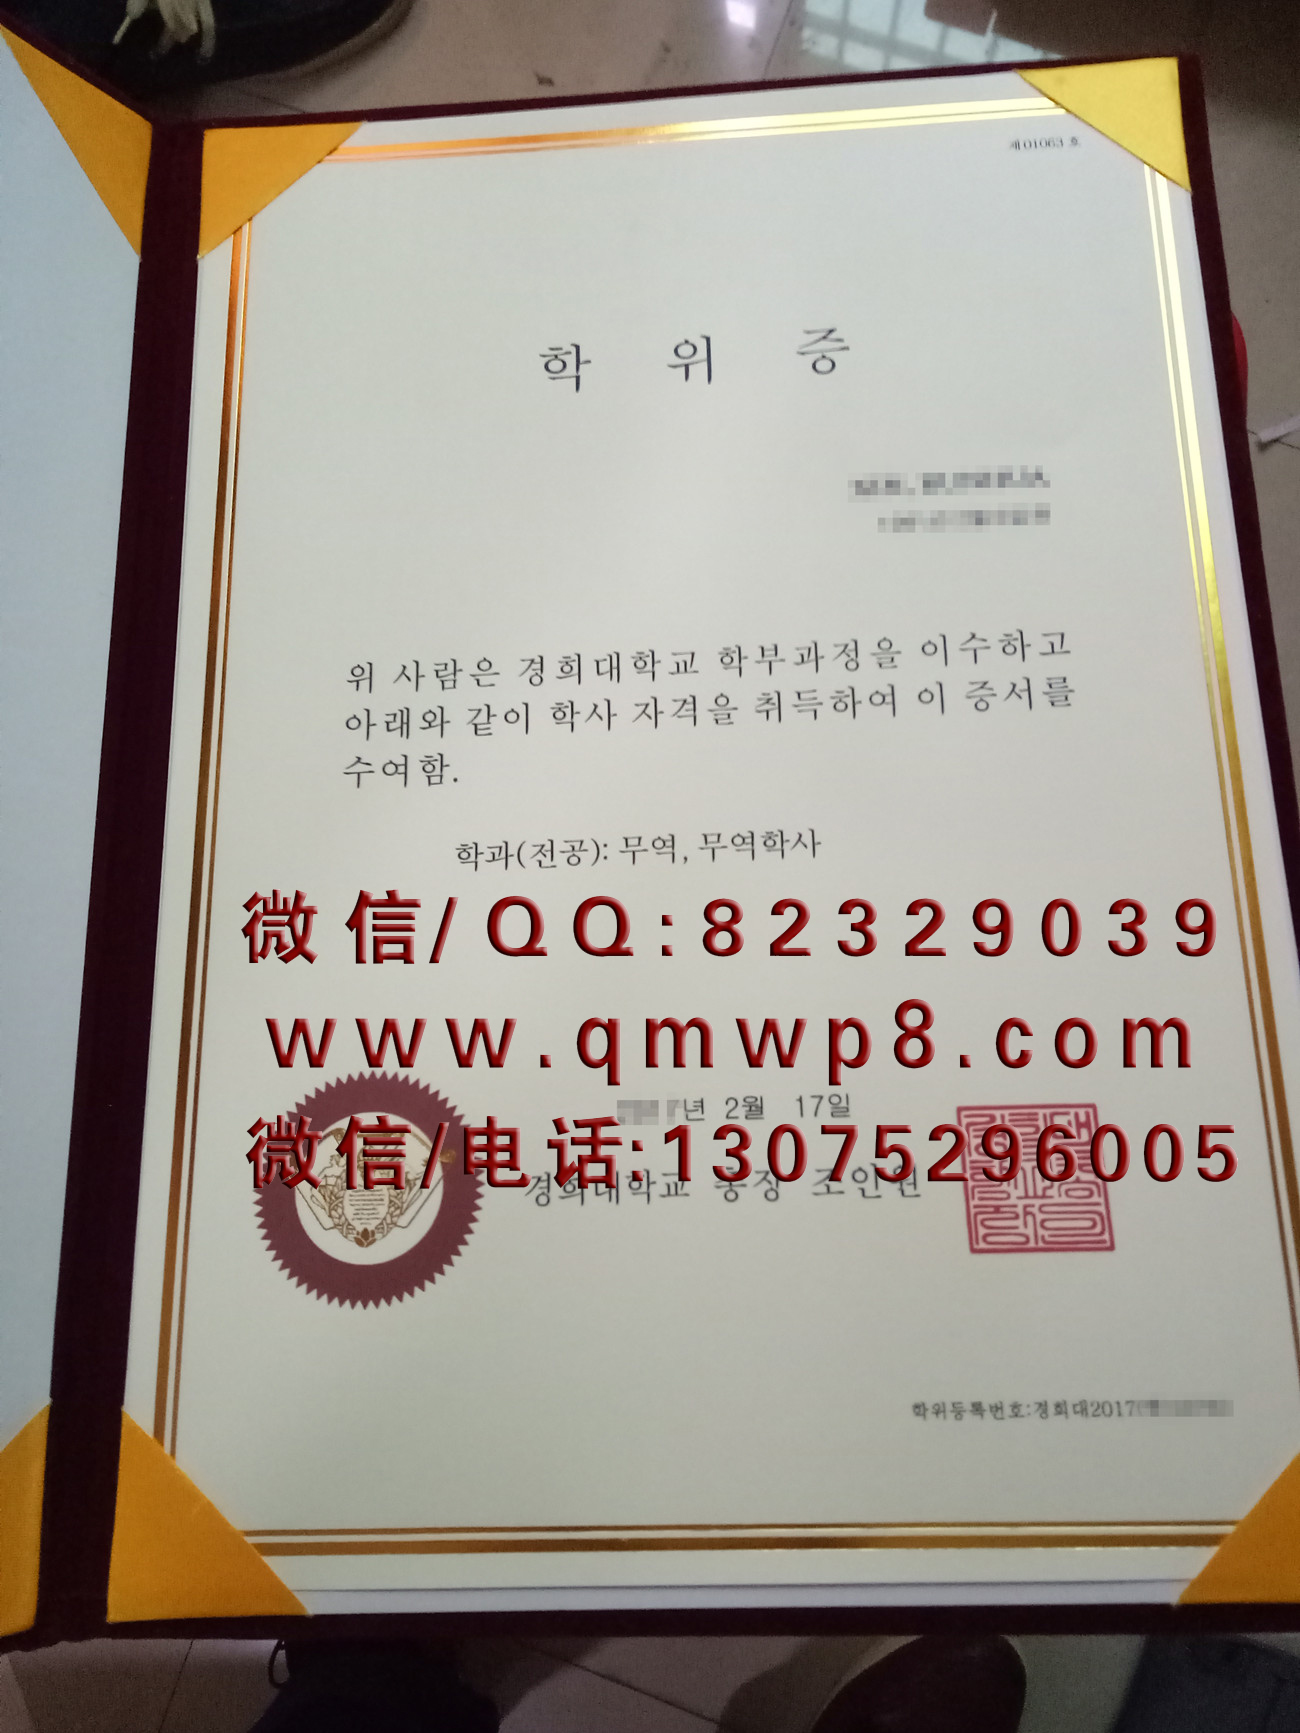 제 01063 호
학 위 증
위 사람은 경희대학교 학부과정을 이수하고
아래와 같이 학사 자격을 취득하여 이 증서를
수여함.
학과(전공): 무역, 무역학사
微信/QQ:82329039
www.qmwp8.com
년 2월 17일
微信/电话:13075296005
경희대학교 총장 조인원
학위등록번호:경희대2017